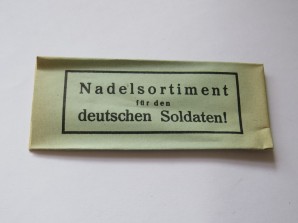 Nadelsortiment
für den
deutschen Soldaten!